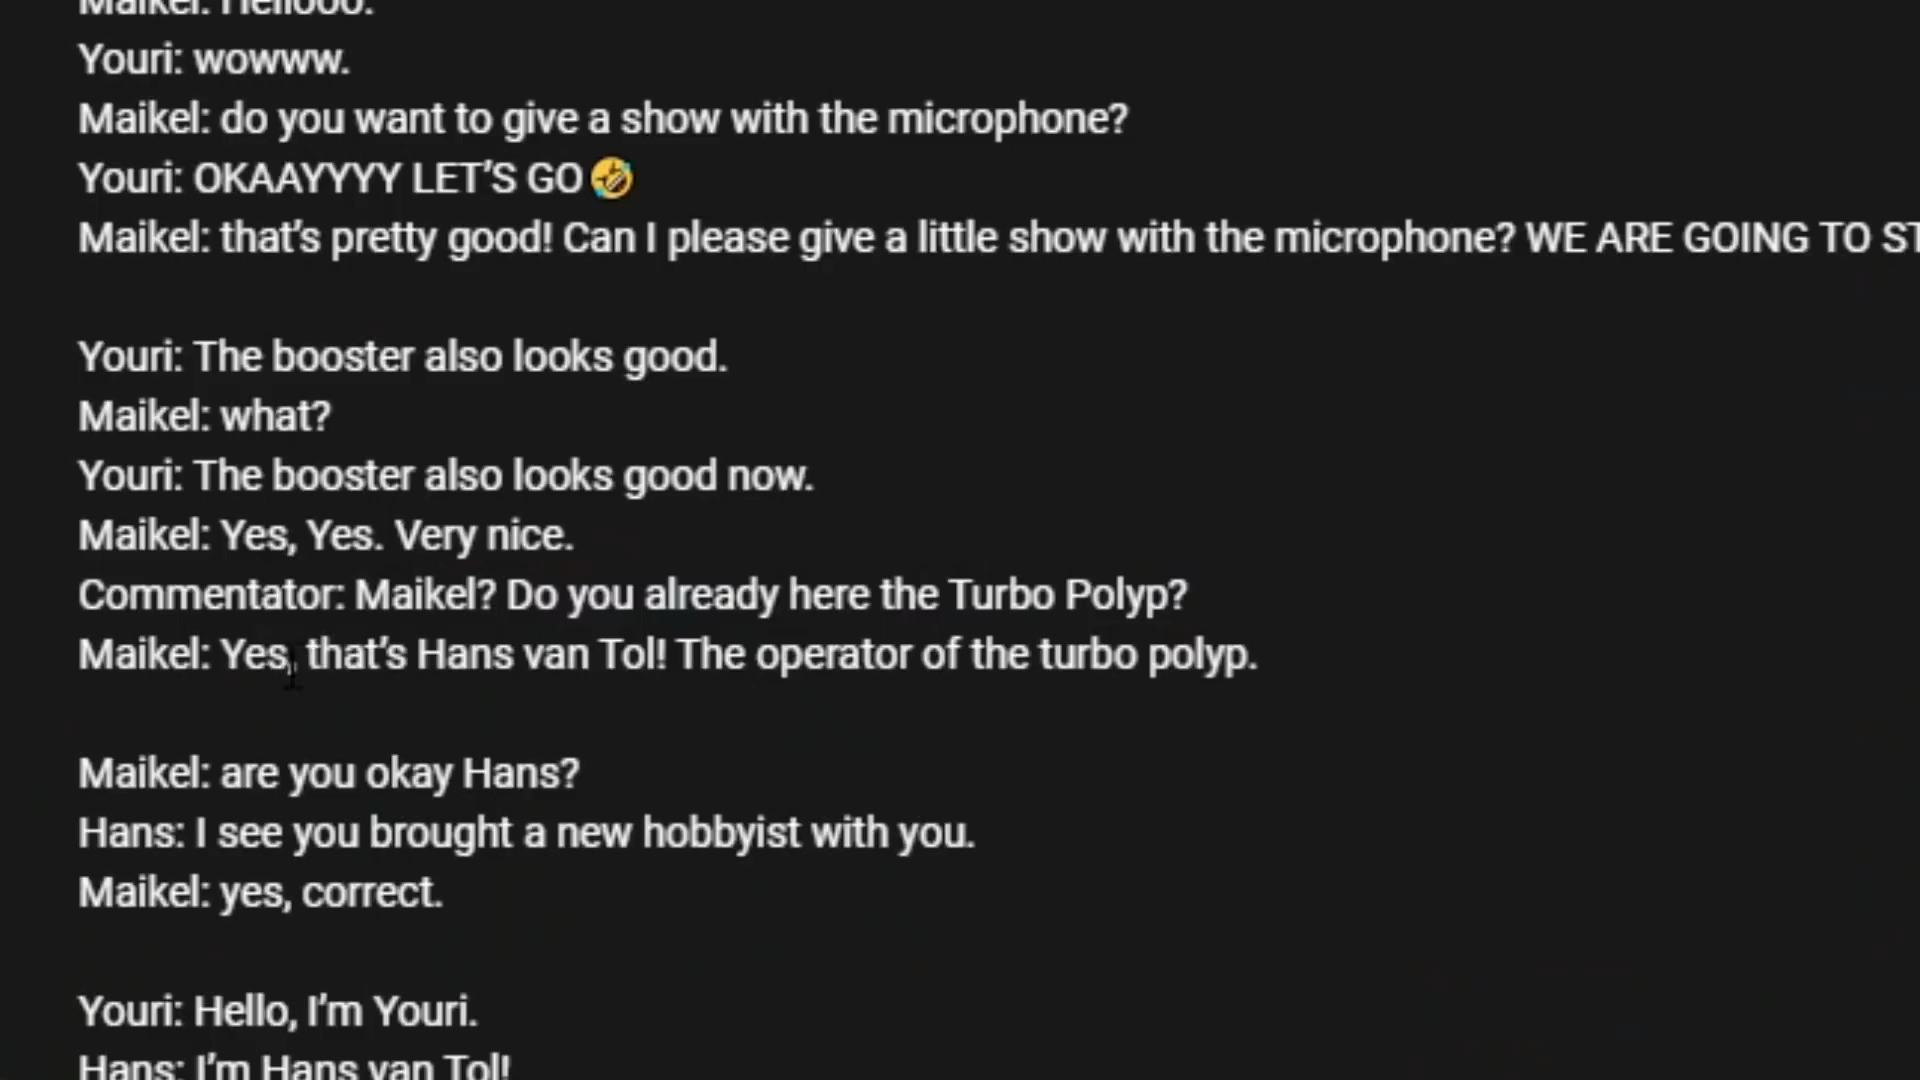 Maikel: Hellooo.
Youri: wowww.
Maikel: do you want to give a show with the microphone?
Youri: OKAAYYYY LET’S GO🤣
Maikel: that’s pretty good! Can I please give a little show with the microphone? WE ARE GOING TO ST
Youri: The booster also looks good.
Maikel: what?
Youri: The booster also looks good now.
Maikel: Yes, Yes. Very nice.
Commentator: Maikel? Do you already here the Turbo Polyp?
Maikel: Yes, that’s Hans van Tol! The operator of the turbo polyp.
Maikel: are you okay Hans?
Hans: I see you brought a new hobbyist with you.
Maikel: yes, correct.
Youri: Hello, I’m Youri.
Hans: I’m Hans van Tol!